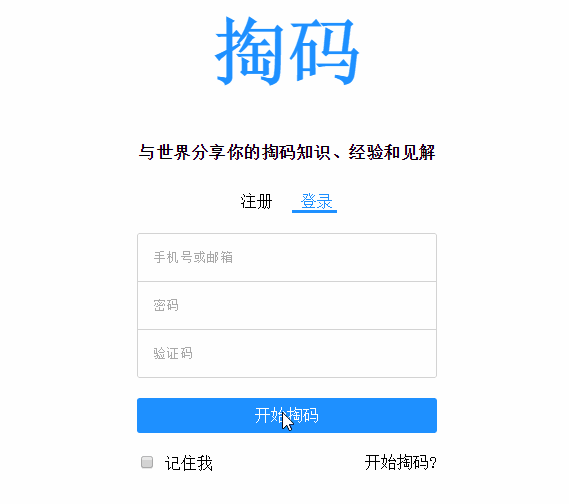 掏码
与世界分享你的掏码知识、经验和见解
注册 登录
手机号或邮箱
密码
验证码
开始掏码
记住我 开始掏码?